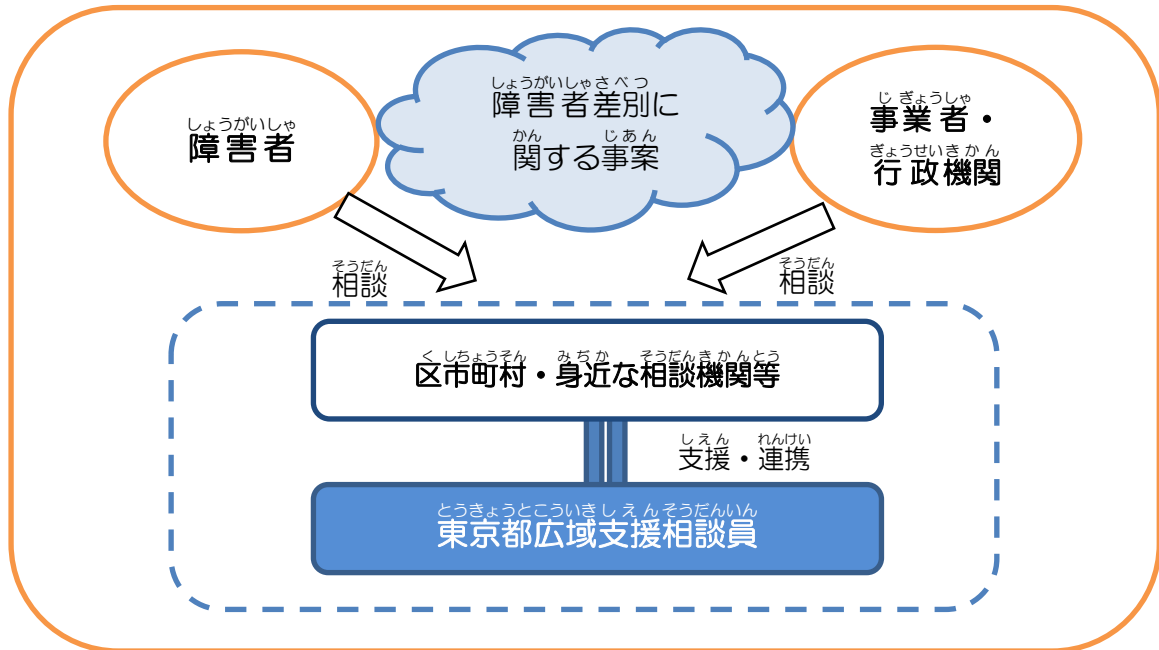 しょうがいしゃ
障害者
しょうがいしゃさべつ
障害者差別に
かん じあん
関する事案
じぎょうしゃ
事業者・
ぎょうせいきかん
行政機関
そうだん
相談
そうだん
相談
くしちょうそん みぢか そうだんきかんとう
区市町村・身近な相談機関等
しえん れんけい
支援・連携
とうきょうとこういきしえんそうだんいん
東京都広域支援相談員